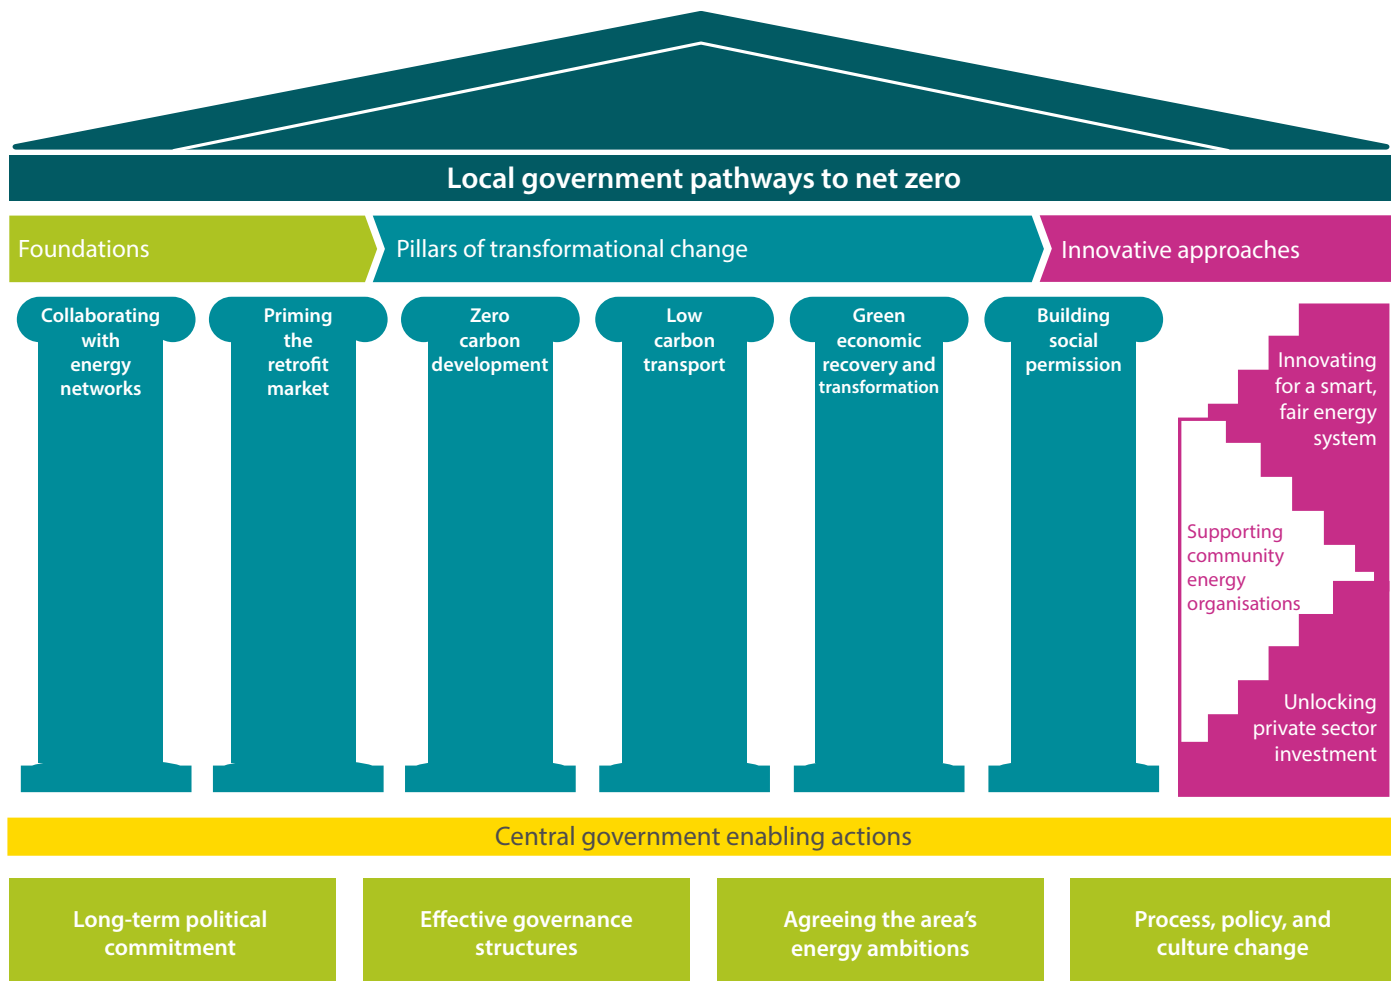 Local government pathways to net zero
Foundations
Pillars of transformational change
Innovative approaches
Collaborating
with
energy
networks
Priming
the
retrofit
market
Zero
carbon
development
Low
carbon
transport
Green
economic
recovery and
transformation
Building
social
permission
Innovating
for a smart,
fair energy
system
Supporting
community
energy
organisations
Unlocking
private sector
investment
Central government enabling actions
Long-term political
commitment
Effective governance
structures
Agreeing the area's
energy ambitions
Process, policy, and
culture change